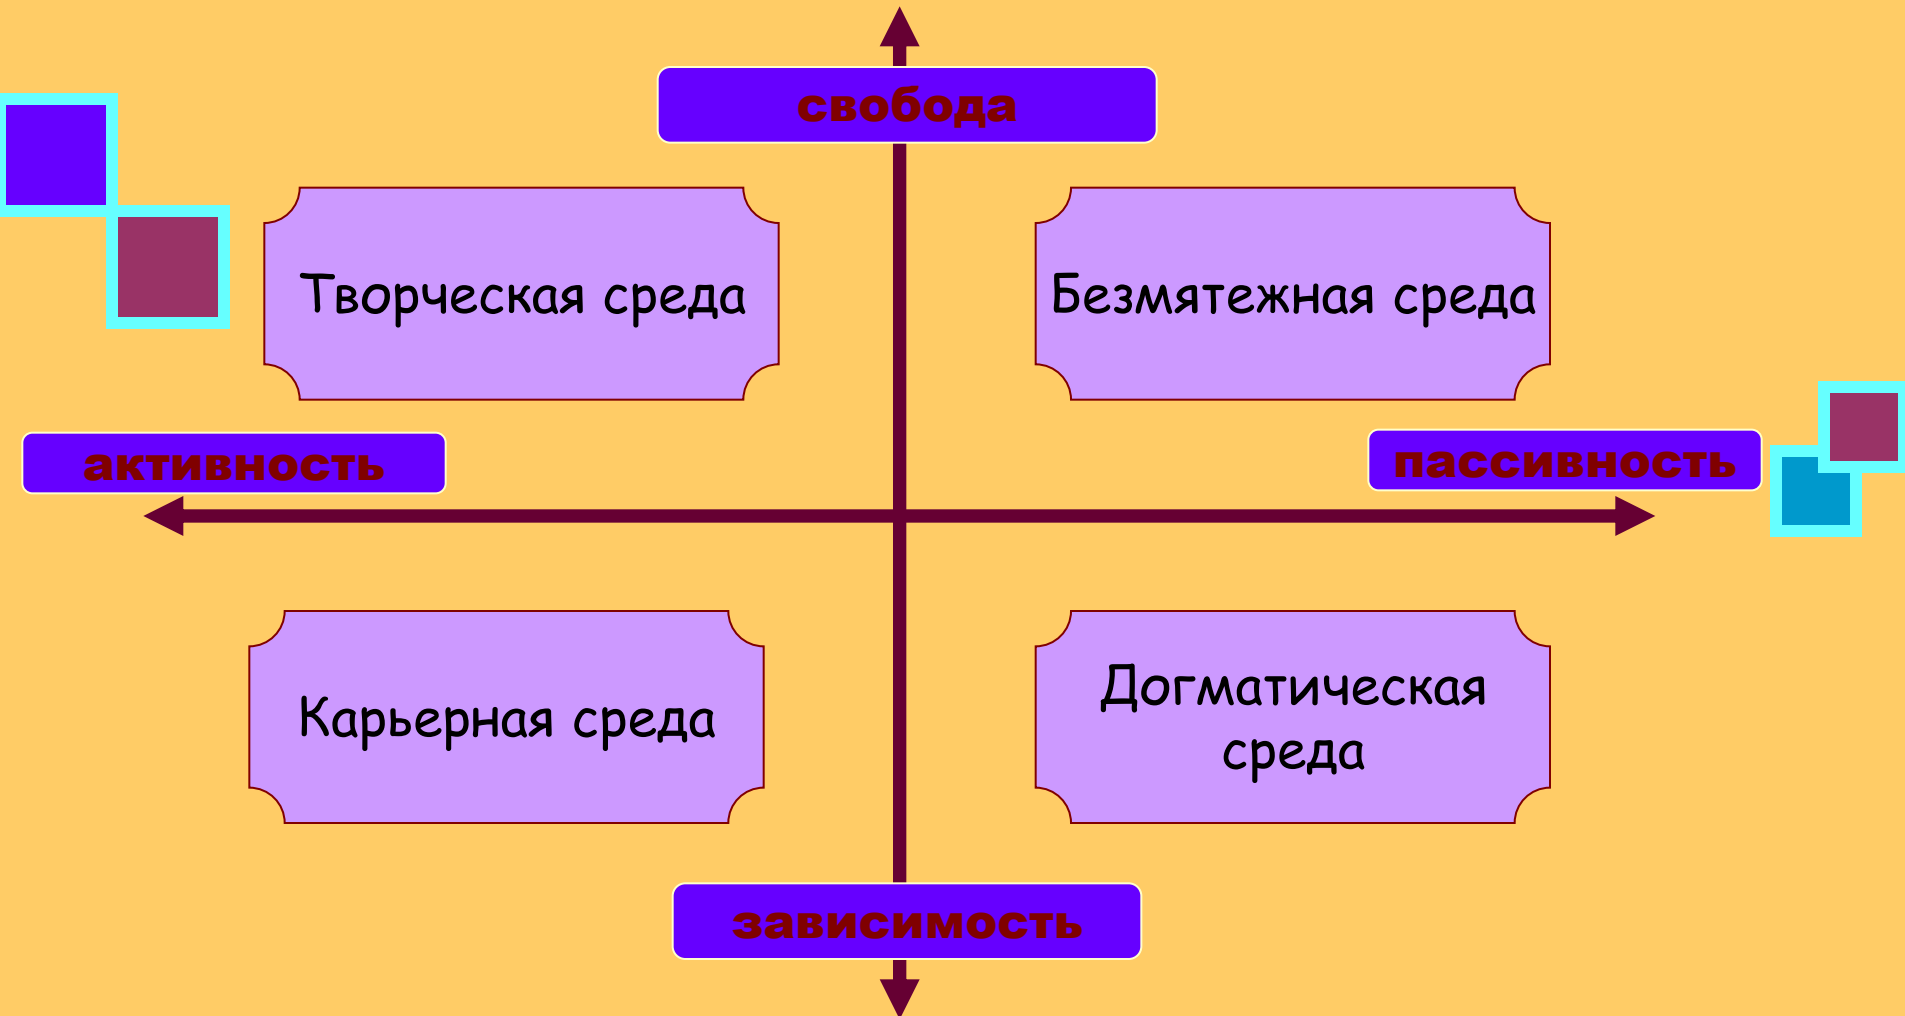 свобода
Творческая среда
Безмятежная среда
активность
пассивность
Карьерная среда
Догматическая
среда
зависимость